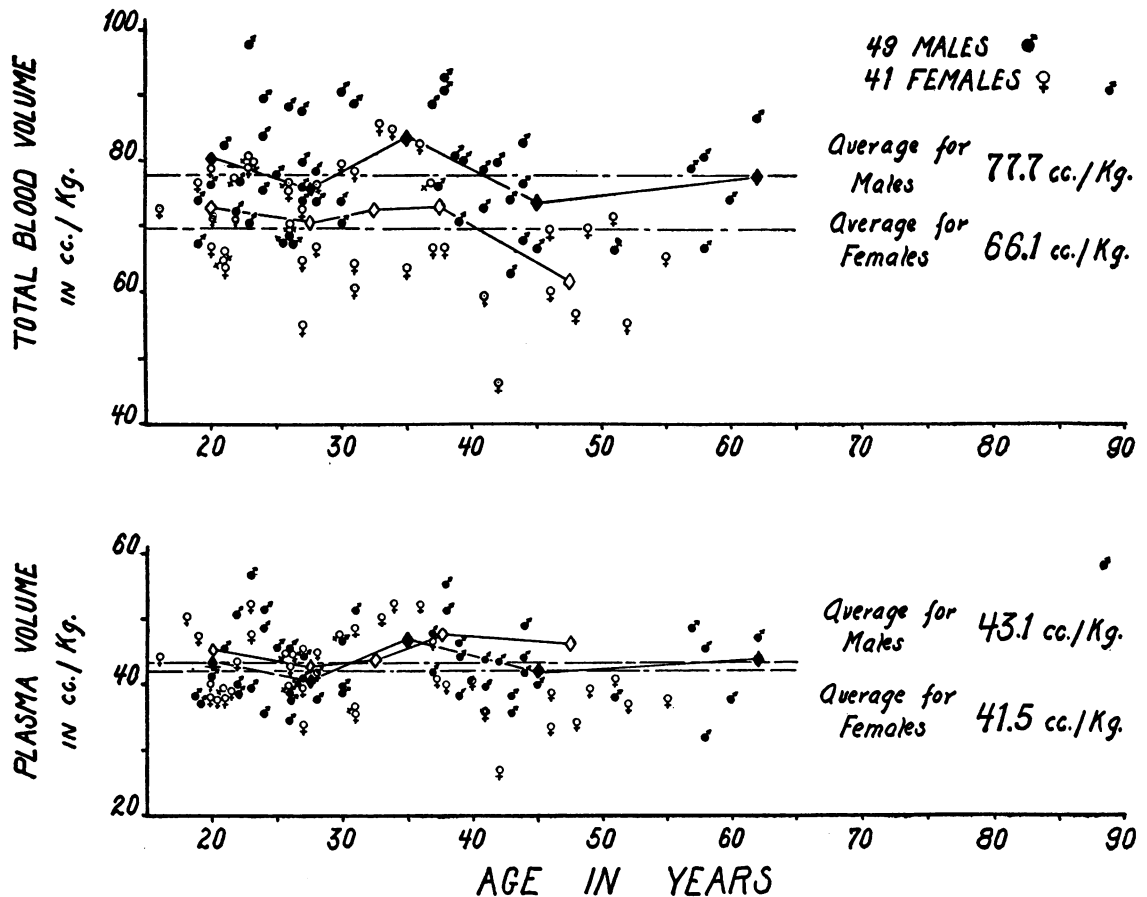 TOTAL BLOOD VOLUME
IN cc./Kg.
100
80
60
40
49 MALES ♂
41 FEMALES ♀
Average for
Males
77.7 cc./Kg.
Average for
Females
66.1 cc./Kg.
20 30 40 50 60 70 80 90
PLASMA VOLUME
IN cc./Kg.
60
40
20
Average for
Males
43.1 cc./Kg.
Average for
Females
41.5 cc./Kg.
20 30 40 50 60 70 80 90
AGE IN YEARS